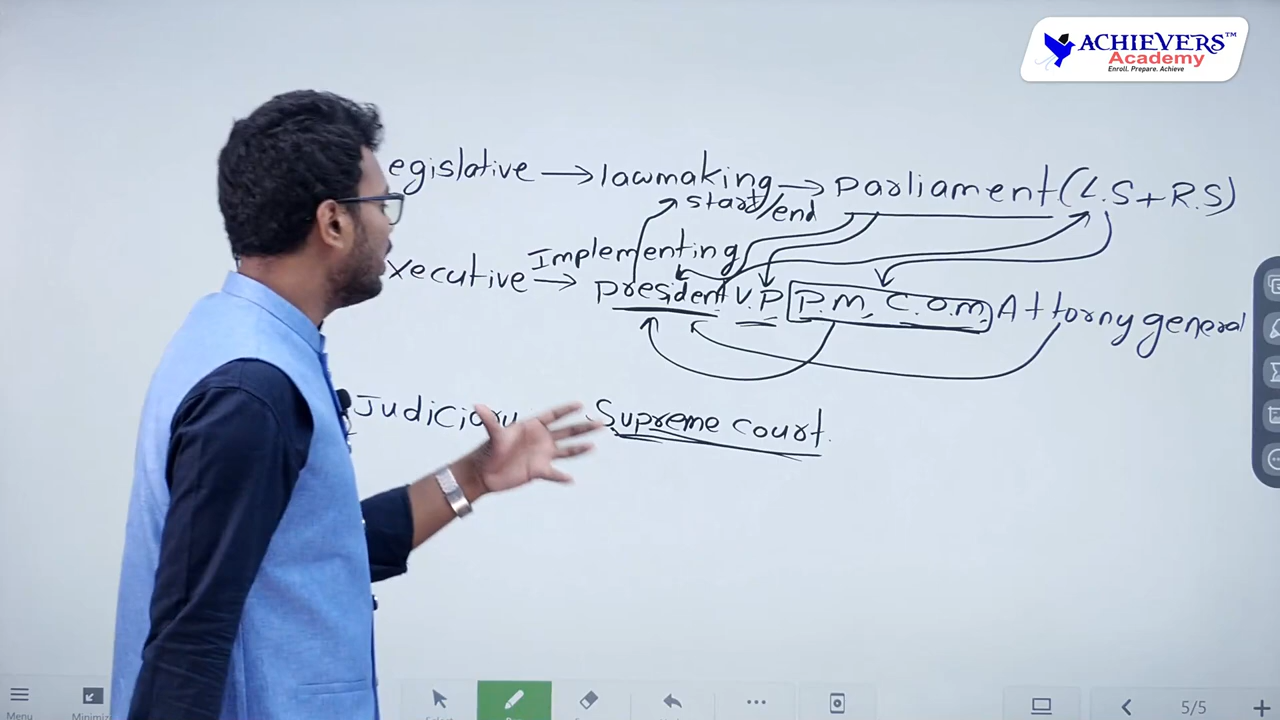 ACHIEVERS™
Academy
Enroll. Prepare. Achieve
egislative → lawmaking → Parliament (L.S + R.S)
start/end
Implementing
xecutive → President V.P P.M, C.O.M, Attorny general
Judiciary Supreme court.
Menu
5/5